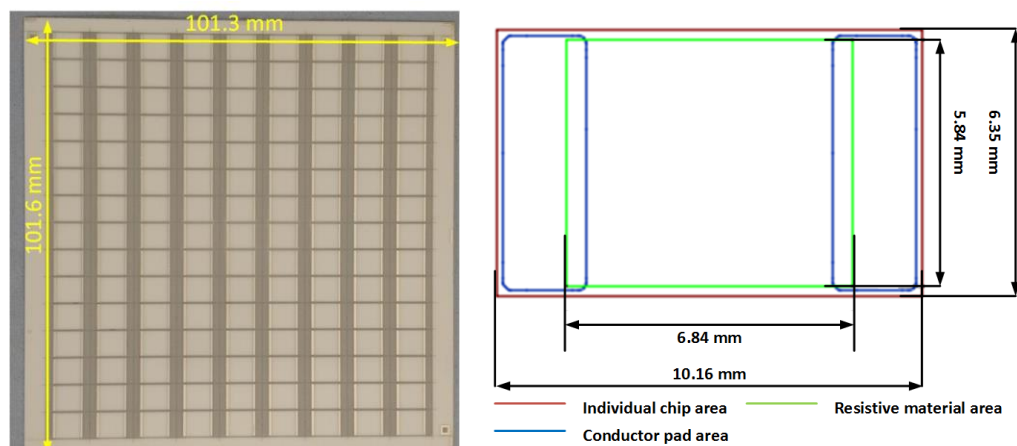 101.3 mm
101.6 mm
5.84 mm
6.35 mm
6.84 mm
10.16 mm
Individual chip area
Resistive material area
Conductor pad area